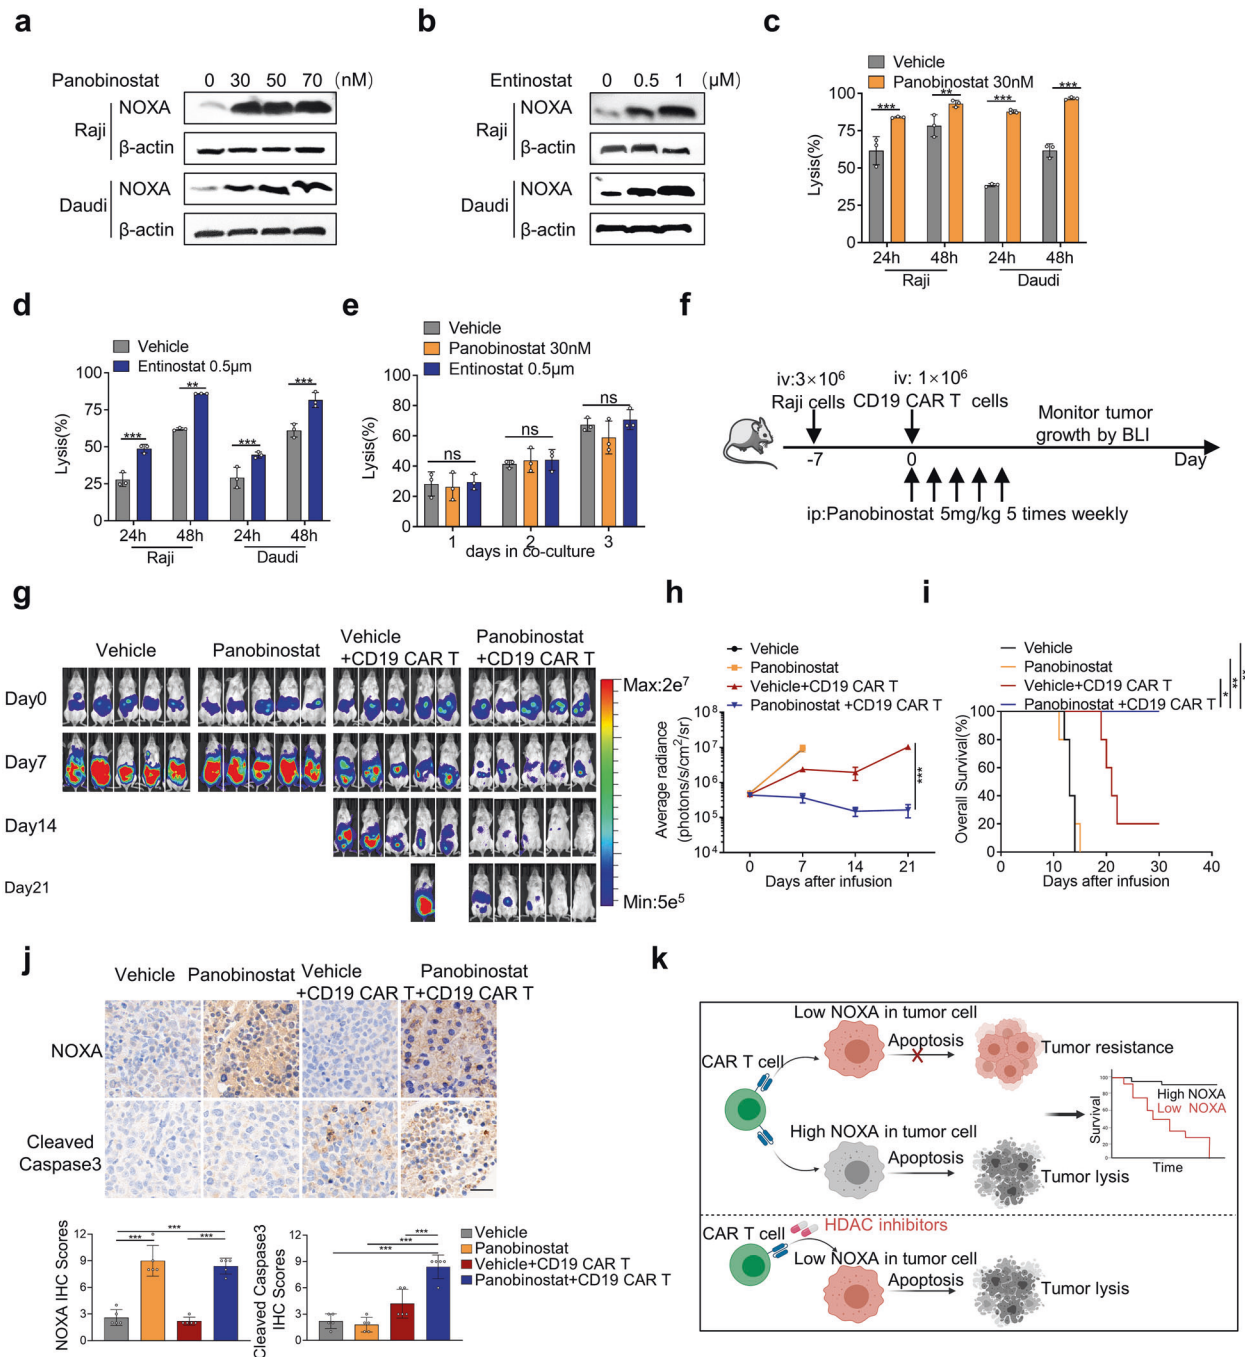 a
Panobinostat 0 30 50 70 (nM)
NOXA
Raji
β-actin
NOXA
Daudi
β-actin
b
Entinostat 0 0.5 1 (μM)
NOXA
Raji
β-actin
NOXA
Daudi
β-actin
c
Vehicle
Panobinostat 30nM
Lysis(%)
100
75
50
25
0
*** ** *** ***
24h 48h 24h 48h
Raji Daudi
d
Vehicle
Entinostat 0.5μm
Lysis(%)
100
75
50
25
0
*** ** *** ***
24h 48h 24h 48h
Raji Daudi
e
Vehicle
Panobinostat 30nM
Entinostat 0.5μm
Lysis(%)
100
80
60
40
20
0
ns ns ns
1 2 3
days in co-culture
f
iv:3×10⁶ iv: 1×10⁶
Raji cells CD19 CAR T cells
Monitor tumor
growth by BLI
-7 0 Day
ip:Panobinostat 5mg/kg 5 times weekly
g
Vehicle Panobinostat Vehicle
+CD19 CAR T Panobinostat
+CD19 CAR T
Day0
Day7
Day14
Day21
Max:2e⁷
Min:5e⁵
h
Vehicle
Panobinostat
Vehicle+CD19 CAR T
Panobinostat +CD19 CAR T
Average radiance
(photons/s/cm²/sr)
10⁸
10⁷
10⁶
10⁵
10⁴
***
0 7 14 21
Days after infusion
i
Vehicle
Panobinostat
Vehicle+CD19 CAR T
Panobinostat +CD19 CAR T
* ** **
Overall Survival(%)
100
80
60
40
20
0
0 10 20 30 40
Days after infusion
j
Vehicle Panobinostat Vehicle
+CD19 CAR T Panobinostat
+CD19 CAR T
NOXA
Cleaved
Caspase3
NOXA IHC Scores
12
9
6
3
0
***
*** ***
Cleaved Caspase3
IHC Scores
12
9
6
3
0
***
***
***
Vehicle
Panobinostat
Vehicle+CD19 CAR T
Panobinostat+CD19 CAR T
k
Low NOXA in tumor cell
CAR T cell
Apoptosis
Tumor resistance
High NOXA in tumor cell
Apoptosis
Tumor lysis
Survival
100
80
60
40
20
0
High NOXA
Low NOXA
Time
CAR T cell
HDAC inhibitors
Low NOXA in tumor cell
Apoptosis
Tumor lysis